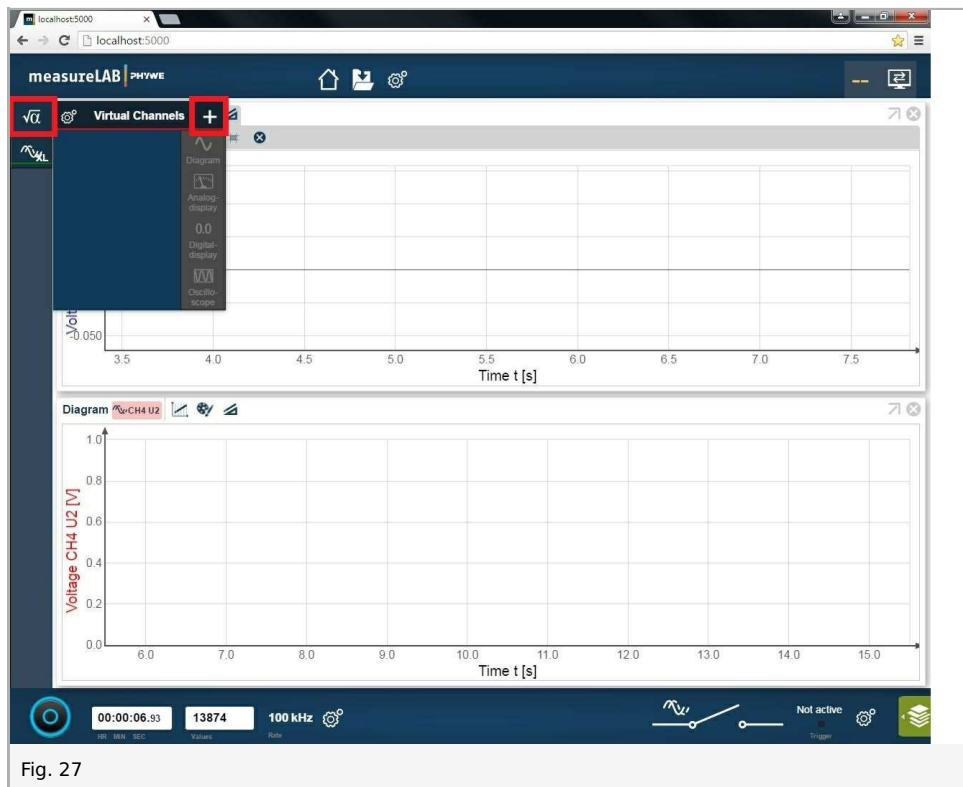 localhost:5000
localhost:5000
measureLAB PHYWE
--
√α Virtual Channels +
XL
Diagram
Analog-
display
0.0
Digital-
display
Oscillo-
scope
-0.050
3.5 4.0 4.5 5.0 5.5 6.0 6.5 7.0 7.5
Time t [s]
Diagram CH4 U2
Voltage CH4 U2 [V]
1.0
0.8
0.6
0.4
0.2
0.0
6.0 7.0 8.0 9.0 10.0 11.0 12.0 13.0 14.0 15.0
Time t [s]
00:00:06.93 13874 100 kHz Not active
HR MIN SEC Values Rate Trigger
Fig. 27